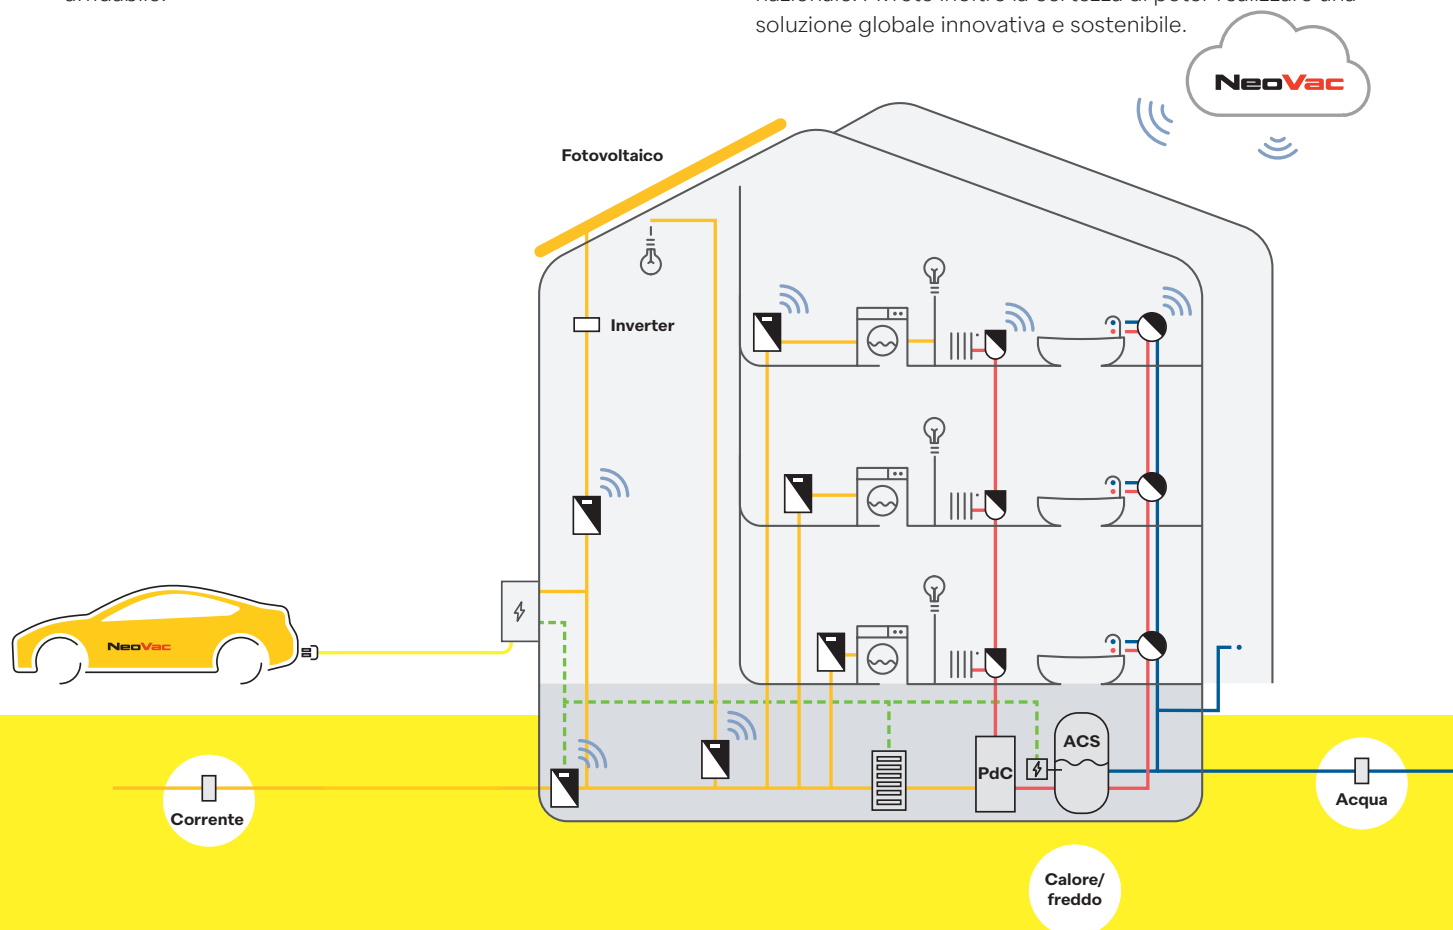 soluzione globale innovativa e sostenibile.
NeoVac
Fotovoltaico
Inverter
NeoVac
ACS
PdC
Corrente
Acqua
Calore/
freddo